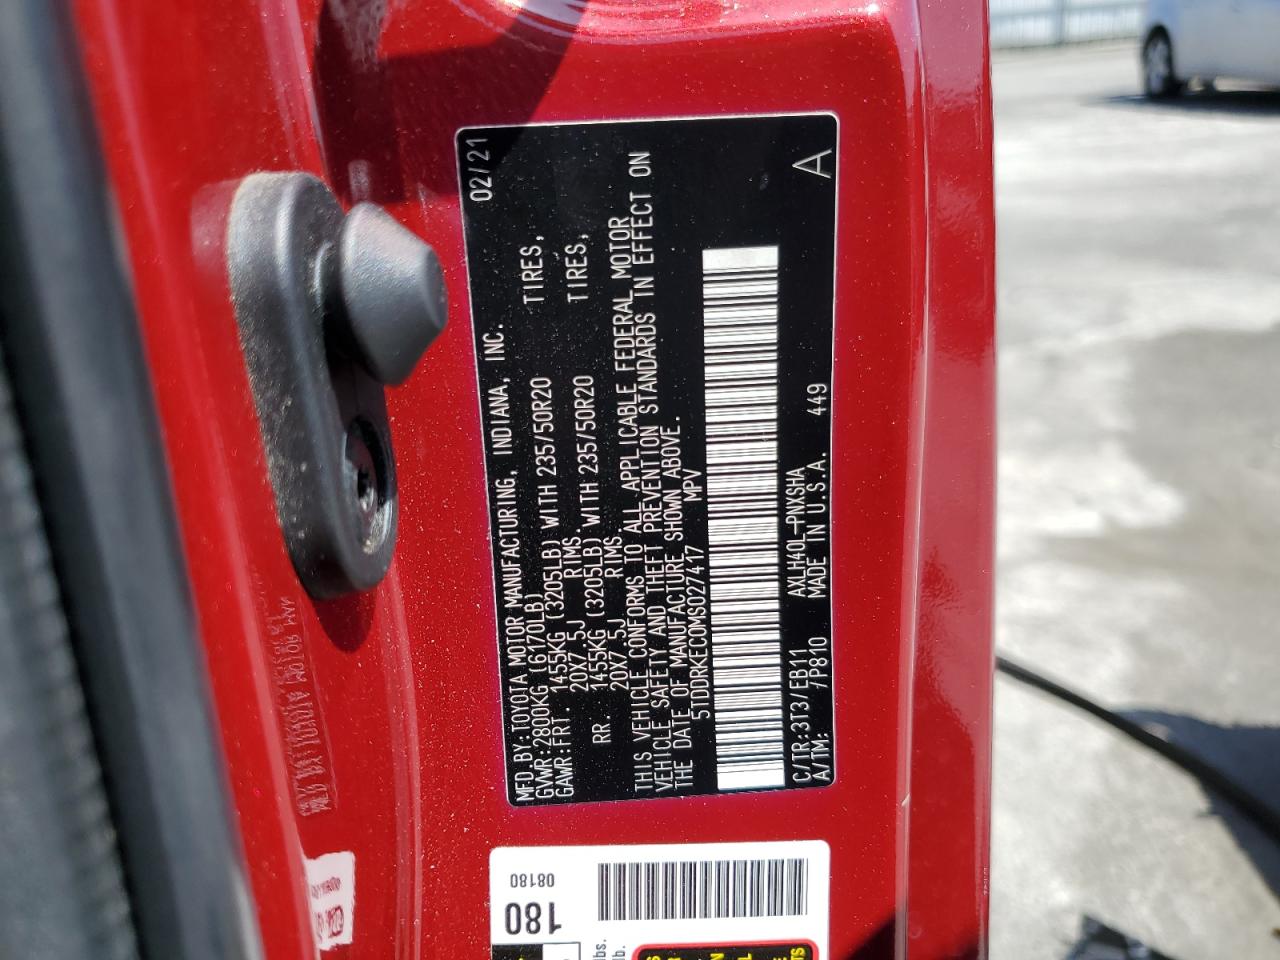 MFD.BY:TOYOTA MOTOR MANUFACTURING, INDIANA, INC. 02/21
GVWR:2800KG (6170LB)
GAWR:FRT. 1455KG (3205LB) WITH 235/50R20 TIRES,
20X7.5J RIMS.
RR. 1455KG (3205LB) WITH 235/50R20 TIRES,
20X7.5J RIMS.
THIS VEHICLE CONFORMS TO ALL APPLICABLE FEDERAL MOTOR
VEHICLE SAFETY AND THEFT PREVENTION STANDARDS IN EFFECT ON
THE DATE OF MANUFACTURE SHOWN ABOVE.
5TDDRKEC0MS027417 MPV
C/TR:3T3/EB11 AXLH40L-PNXSHA
A/TM: /P810 MADE IN U.S.A. 449 A
08180
180
lbs.
lb.